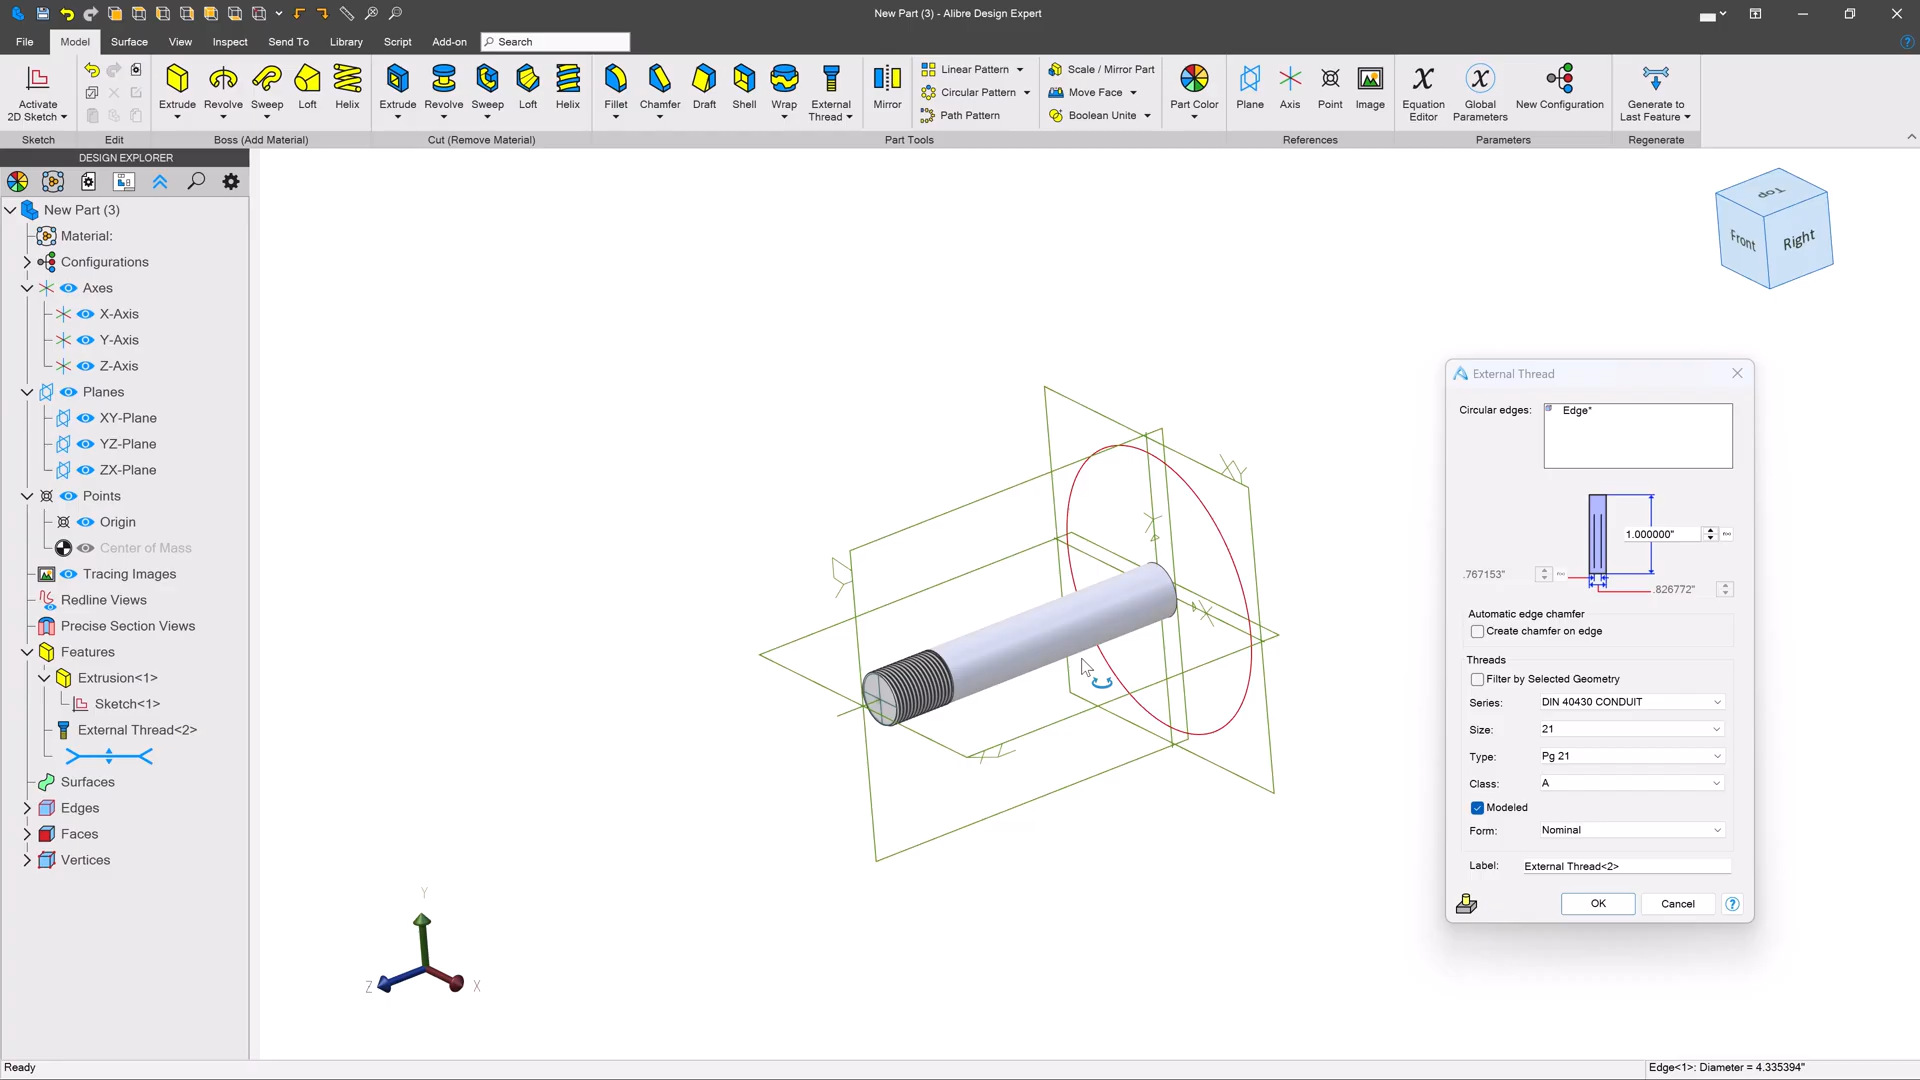 New Part (3) - Alibre Design Expert
File Model Surface View Inspect Send To Library Script Add-on Search
Activate 2D Sketch
Extrude Revolve Sweep Loft Helix
Extrude Revolve Sweep Loft Helix
Fillet Chamfer Draft Shell Wrap External Thread Mirror
Linear Pattern
Circular Pattern
Path Pattern
Scale / Mirror Part
Move Face
Boolean Unite
Part Color
Plane Axis Point Image
Equation Editor Global Parameters New Configuration
Generate to Last Feature
Sketch Edit Boss (Add Material) Cut (Remove Material) Part Tools References Parameters Regenerate
DESIGN EXPLORER
New Part (3)
Material:
Configurations
Axes
X-Axis
Y-Axis
Z-Axis
Planes
XY-Plane
YZ-Plane
ZX-Plane
Points
Origin
Center of Mass
Tracing Images
Redline Views
Precise Section Views
Features
Extrusion<1>
Sketch<1>
External Thread<2>
Surfaces
Edges
Faces
Vertices
Top
Front
Right
Y
Z
X
External Thread
Circular edges: Edge*
1.000000"
.767153"
.826772"
Automatic edge chamfer
Create chamfer on edge
Threads
Filter by Selected Geometry
Series: DIN 40430 CONDUIT
Size: 21
Type: Pg 21
Class: A
Modeled
Form: Nominal
Label: External Thread<2>
OK Cancel
Ready
Edge<1>: Diameter = 4.335394"